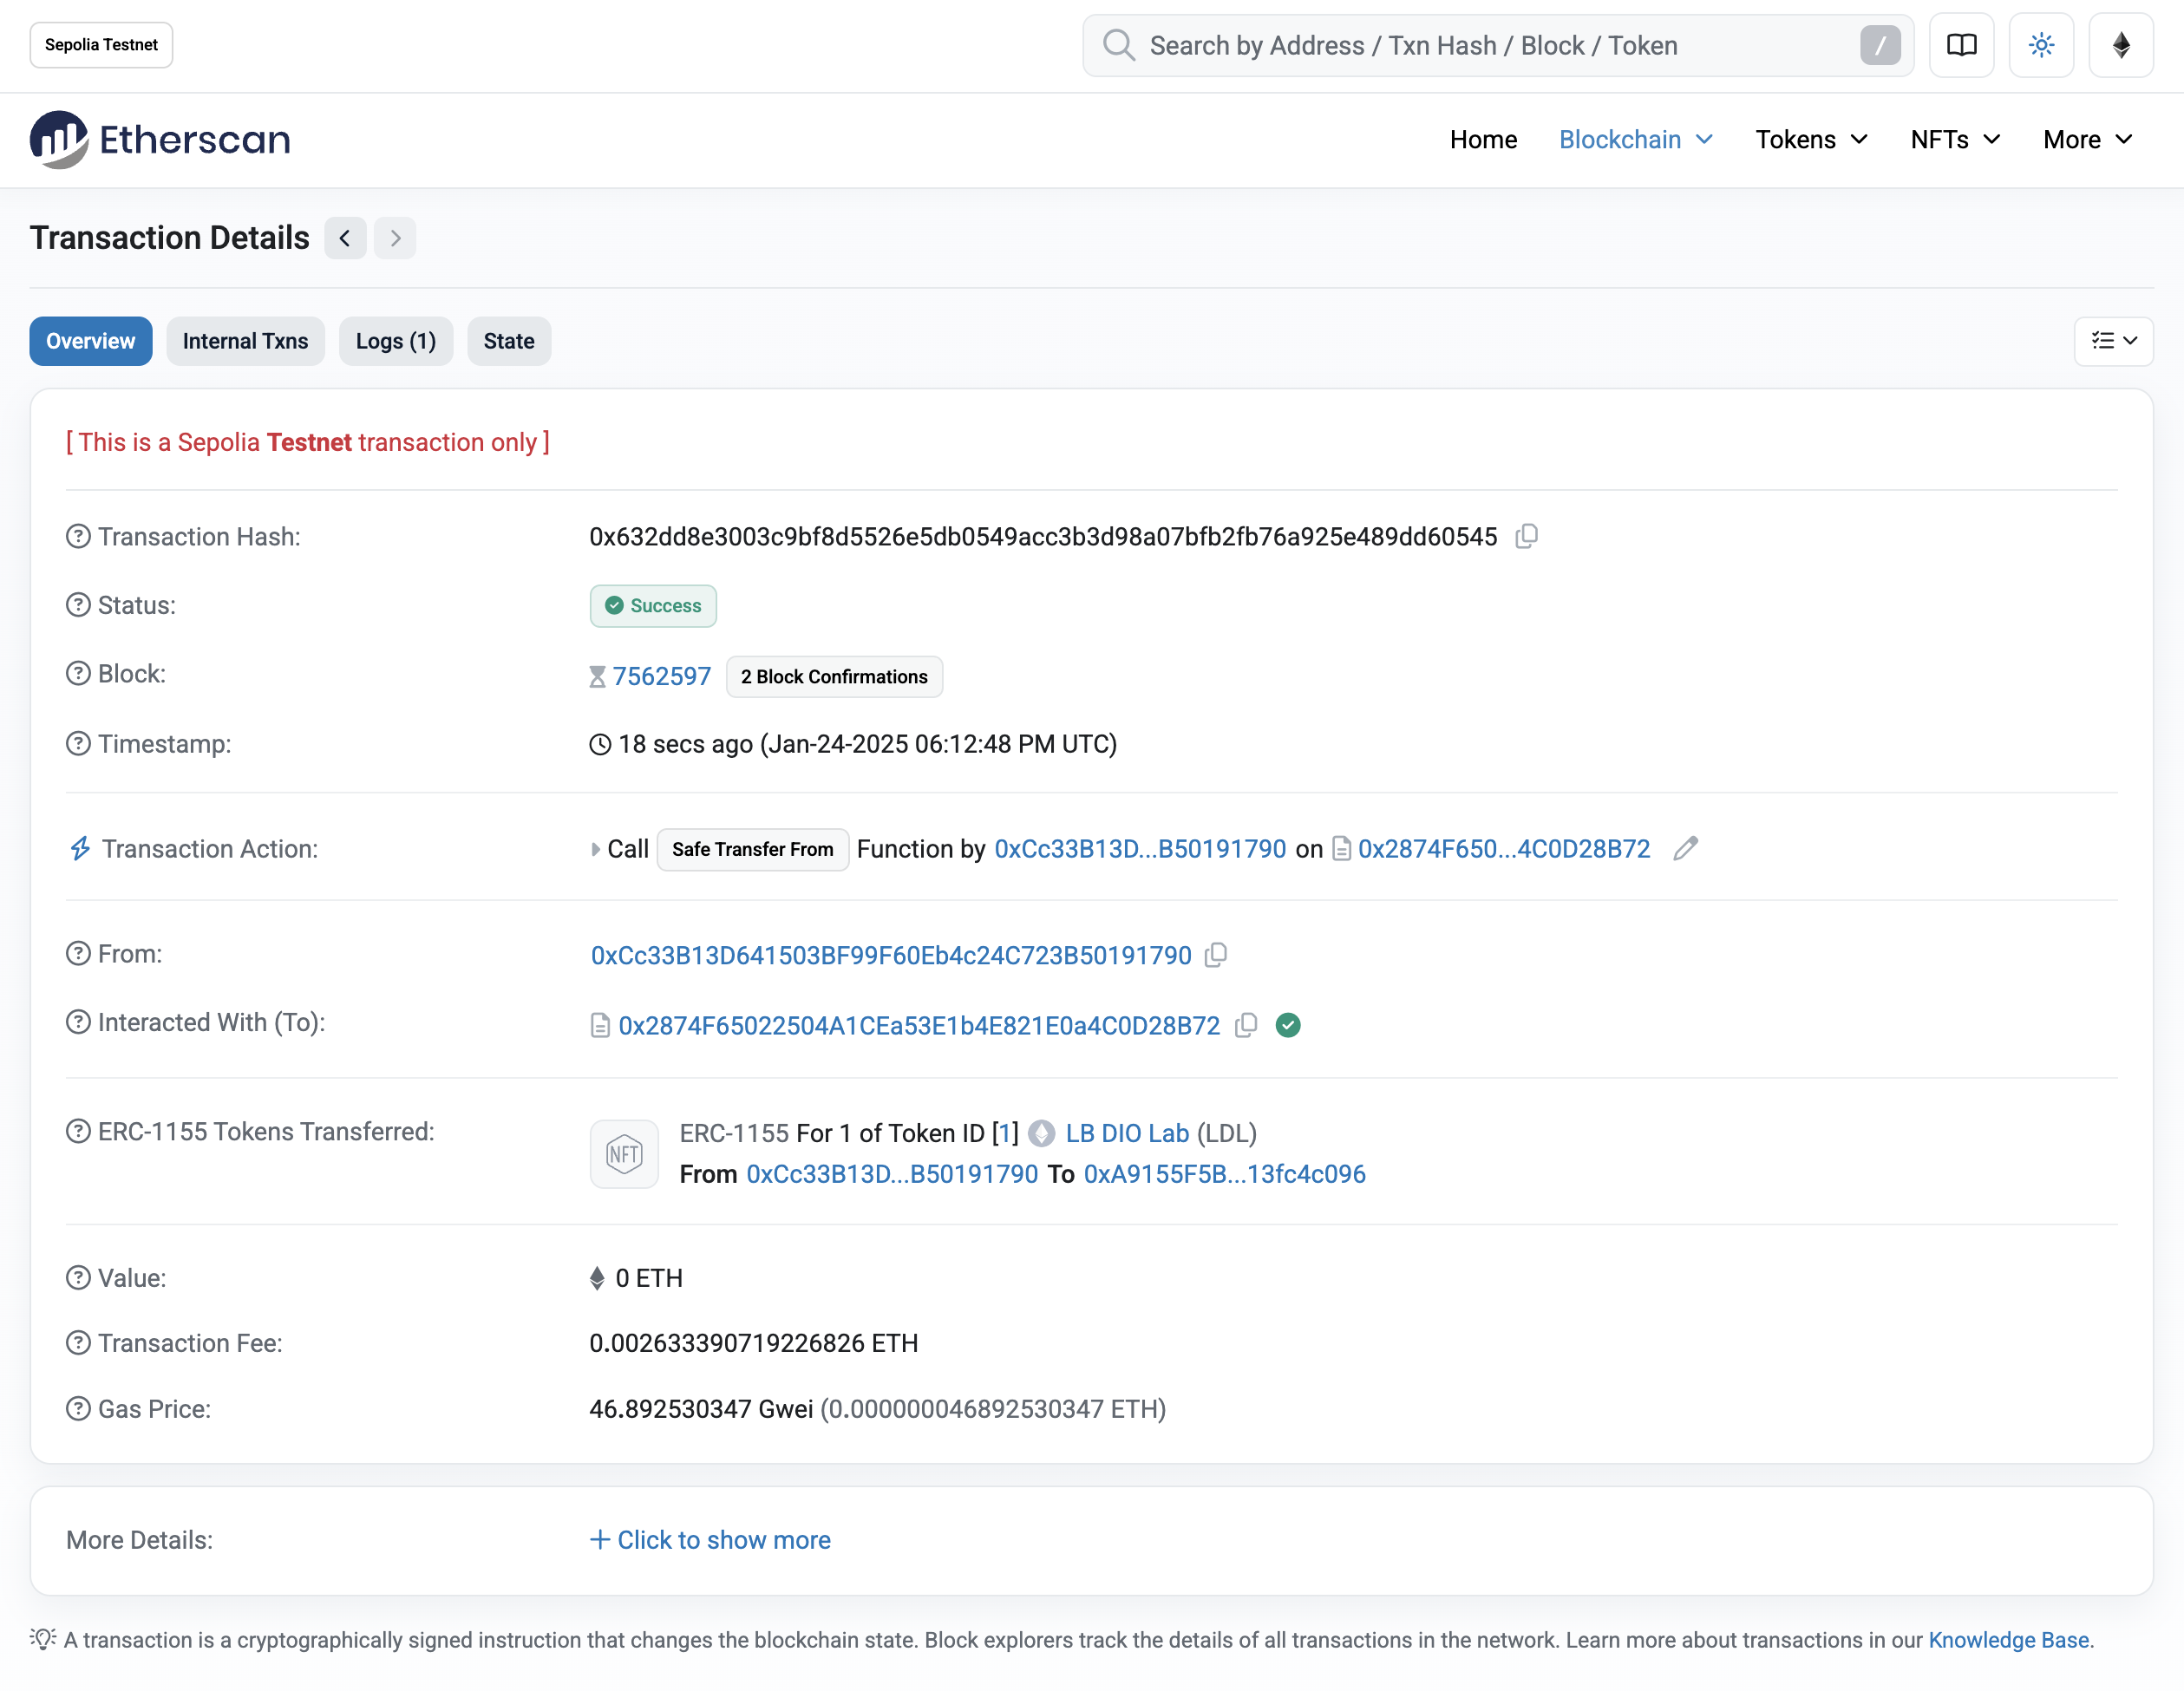 Sepolia Testnet
Search by Address / Txn Hash / Block / Token /
Etherscan
Home Blockchain Tokens NFTs More
Transaction Details
Overview Internal Txns Logs (1) State
[ This is a Sepolia Testnet transaction only ]
Transaction Hash: 0x632dd8e3003c9bf8d5526e5db0549acc3b3d98a07bfb2fb76a925e489dd60545
Status: Success
Block: 7562597 2 Block Confirmations
Timestamp: 18 secs ago (Jan-24-2025 06:12:48 PM UTC)
Transaction Action: Call Safe Transfer From Function by 0xCc33B13D...B50191790 on 0x2874F650...4C0D28B72
From: 0xCc33B13D641503BF99F60Eb4c24C723B50191790
Interacted With (To): 0x2874F65022504A1CEa53E1b4E821E0a4C0D28B72
ERC-1155 Tokens Transferred: NFT ERC-1155 For 1 of Token ID [1] LB DIO Lab (LDL)
From 0xCc33B13D...B50191790 To 0xA9155F5B...13fc4c096
Value: 0 ETH
Transaction Fee: 0.002633390719226826 ETH
Gas Price: 46.892530347 Gwei (0.000000046892530347 ETH)
More Details: + Click to show more
A transaction is a cryptographically signed instruction that changes the blockchain state. Block explorers track the details of all transactions in the network. Learn more about transactions in our Knowledge Base.